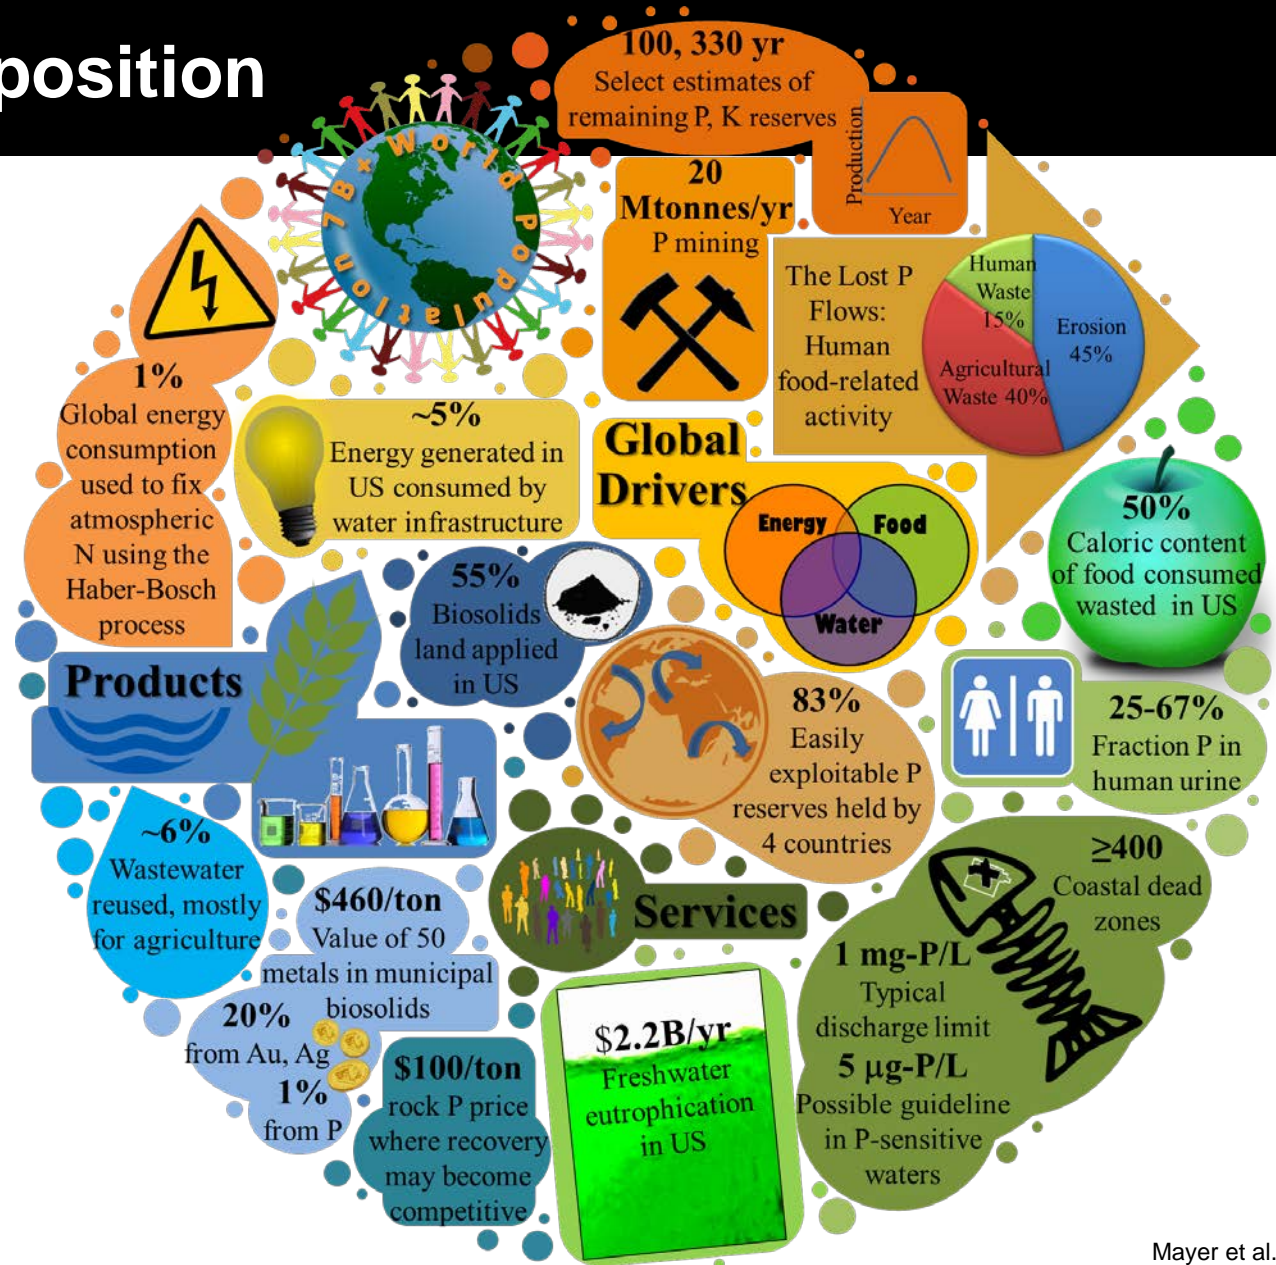 position
100, 330 yr
Select estimates of
remaining P, K reserves
Production
Year
7B+ World Population
20
Mtonnes/yr
P mining
The Lost P
Flows:
Human
food-related
activity
Human
Waste
15%
Erosion
45%
Agricultural
Waste 40%
1%
Global energy
consumption
used to fix
atmospheric
N using the
Haber-Bosch
process
~5%
Energy generated in
US consumed by
water infrastructure
Global
Drivers
Energy
Food
Water
50%
Caloric content
of food consumed
wasted in US
55%
Biosolids
land applied
in US
Products
83%
Easily
exploitable P
reserves held by
4 countries
25-67%
Fraction P in
human urine
~6%
Wastewater
reused, mostly
for agriculture
$460/ton
Value of 50
metals in municipal
biosolids
20%
from Au, Ag
1%
from P
$100/ton
rock P price
where recovery
may become
competitive
Services
$2.2B/yr
Freshwater
eutrophication
in US
≥400
Coastal dead
zones
1 mg-P/L
Typical
discharge limit
5 µg-P/L
Possible guideline
in P-sensitive
waters
Mayer et al.